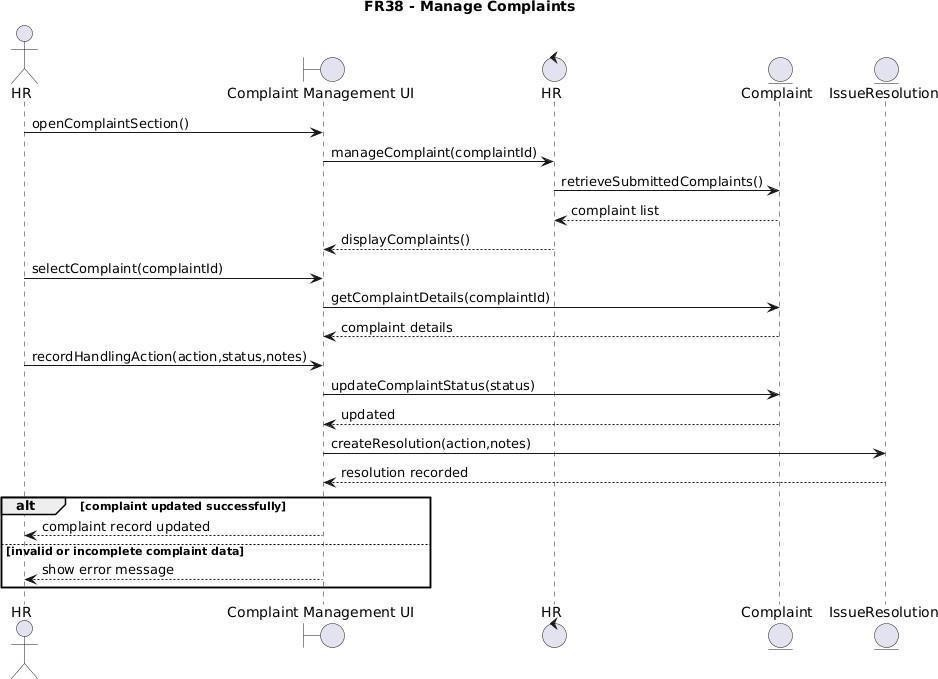 FR38 - Manage Complaints
HR
Complaint Management UI
HR
Complaint
IssueResolution
openComplaintSection()
manageComplaint(complaintId)
retrieveSubmittedComplaints()
complaint list
displayComplaints()
selectComplaint(complaintId)
getComplaintDetails(complaintId)
complaint details
recordHandlingAction(action,status,notes)
updateComplaintStatus(status)
updated
createResolution(action,notes)
resolution recorded
alt [complaint updated successfully]
complaint record updated
[invalid or incomplete complaint data]
show error message
HR
Complaint Management UI
HR
Complaint
IssueResolution